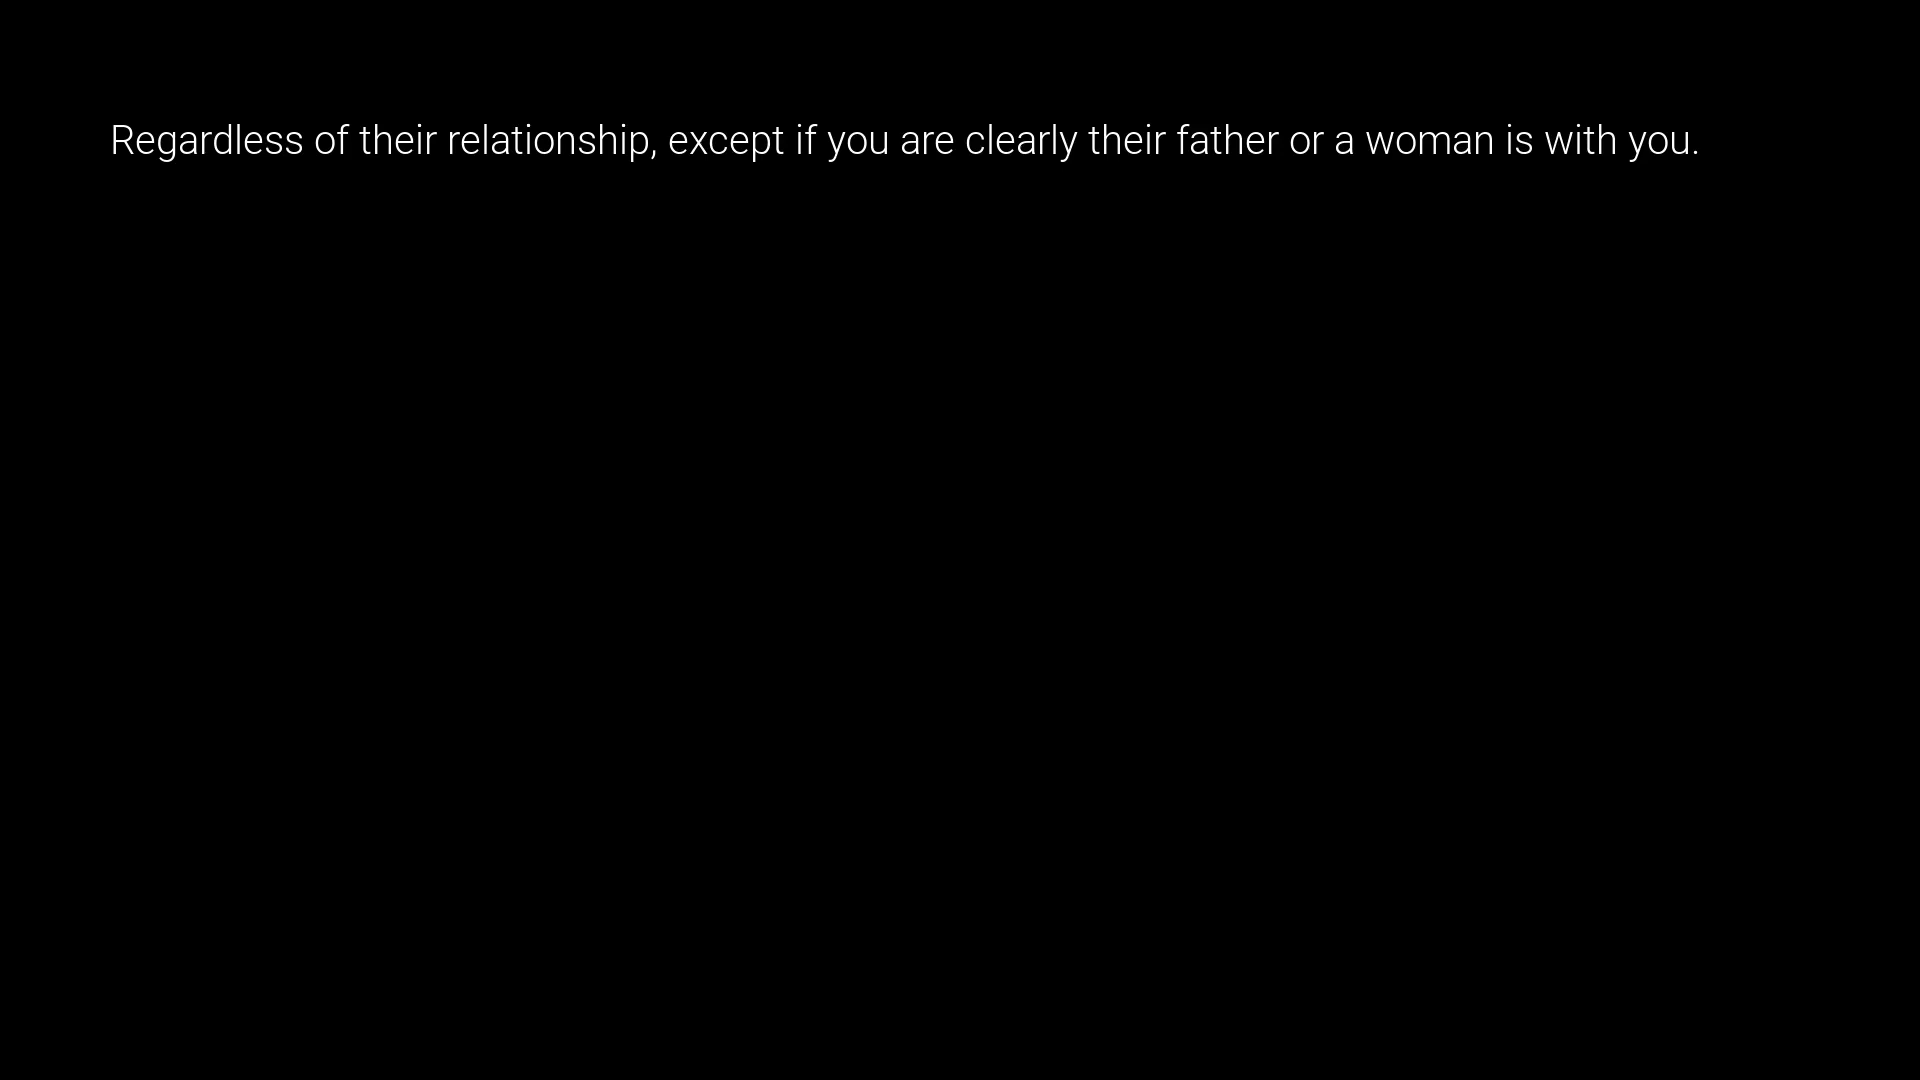 Regardless of their relationship, except if you are clearly their father or a woman is with you.